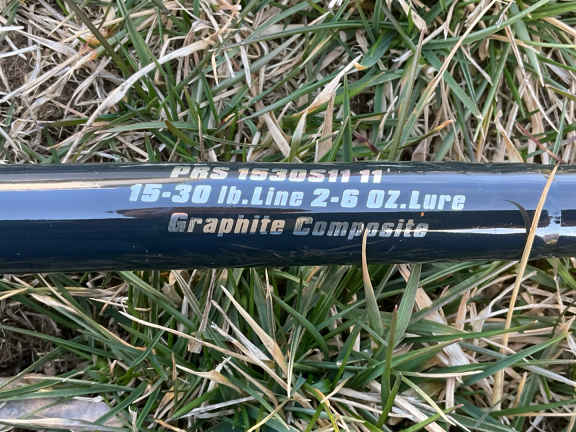 PRS 1530S11 11
15-30 lb.Line 2-6 OZ.Lure
Graphite Composite